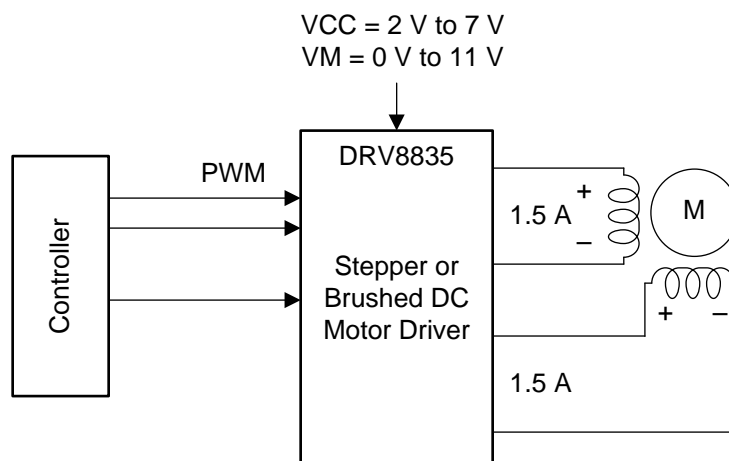 VCC = 2 V to 7 V
VM = 0 V to 11 V
DRV8835
PWM
Controller
Stepper or
Brushed DC
Motor Driver
1.5 A
+
–
M
+ –
1.5 A